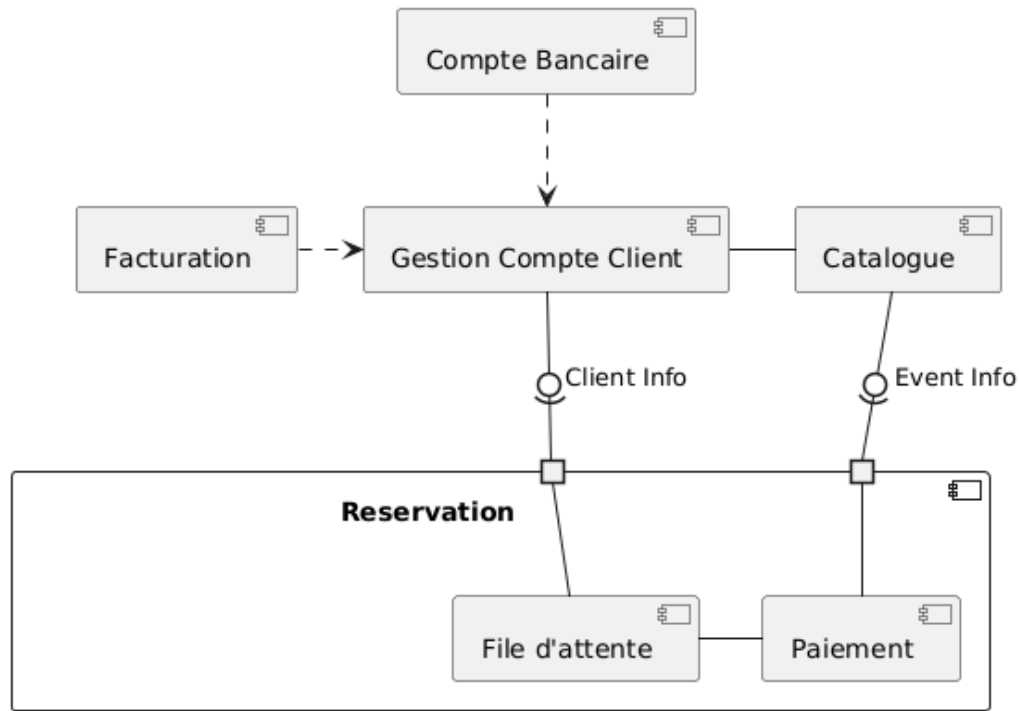 Compte Bancaire
Facturation
Gestion Compte Client
Catalogue
Client Info
Event Info
Reservation
File d'attente
Paiement